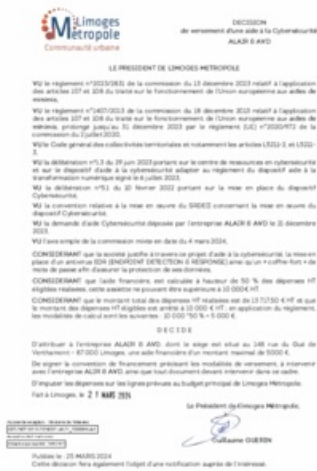 Limoges
Métropole
Communauté urbaine
DECISION
de versement d'une aide à la Cybersécurité
ALAIR & AVD
LE PRESIDENT DE LIMOGES METROPOLE
VU le règlement n°2023/2831 de la commission du 13 décembre 2023 relatif à l'application
des articles 107 et 108 du traité sur le fonctionnement de l'Union européenne aux aides de
minimis,
VU le règlement n°1407/2013 de la commission du 18 décembre 2013 relatif à l'application
des articles 107 et 108 du traité sur le fonctionnement de l'Union européenne aux aides de
minimis, prolongé jusqu'au 31 décembre 2023 par le règlement (UE) n°2020/972 de la
commission du 2 juillet 2020,
VU le Code général des collectivités territoriales et notamment les articles L5211-2, et L5211-
VU la délibération n°1.3 du 29 juin 2023 portant sur le centre de ressources en cybersécurité
et sur le dispositif d'aide à la cybersécurité adapter au règlement du dispositif aide à la
transformation numérique signé le 6 juillet 2023,
VU la délibération n°5.1 du 10 février 2022 portant sur la mise en place du dispositif
Cybersécurité,
VU la convention relative à la mise en œuvre du SRDEII concernant la mise en œuvre du
dispositif Cybersécurité,
VU la demande d'aide Cybersécurité déposée par l'entreprise ALAIR & AVD le 21 décembre
2023,
VU l'avis simple de la commission mixte en date du 4 mars 2024,
CONSIDERANT que la société justifie à travers ce projet d'aide à la cybersécurité, la mise en
place d'un antivirus EDR (ENDPOINT DETECTION & RESPONSE) ainsi qu'un « coffre-fort » de
mots de passe afin d'assurer la protection de ses données,
CONSIDERANT que l'aide financière, est calculée à hauteur de 50 % des dépenses HT
éligibles réalisées, cette assiette ne pouvant être supérieure à 10 000 € HT,
CONSIDERANT que le montant total des dépenses HT réalisées est de € HT et que
le montant des dépenses HT éligibles est arrêté à 10 000 € HT ; en application du règlement,
les modalités de calcul sont les suivantes : 10 000 *50 % = 5 000 €.
DECIDE
D'attribuer à l'entreprise ALAIR & AVD, dont le siège est situé au 146 rue du Dial de
– 87 000 Limoges, une aide financière d'un montant maximal de 5000 €.
De signer la convention de financement précisant les modalités de versement, à intervenir
avec l'entreprise ALAIR & AVD, ainsi que tout document devant intervenir dans ce cadre.
D'imputer les dépenses sur les lignes prévues au budget principal de Limoges Métropole.
Fait à Limoges, le 21 MARS 2024
Le Président de Limoges Métropole,
Guillaume GUERIN
Publiée le : 25 MARS 2024
Cette décision fera également l'objet d'une notification auprès de l'intéressé.